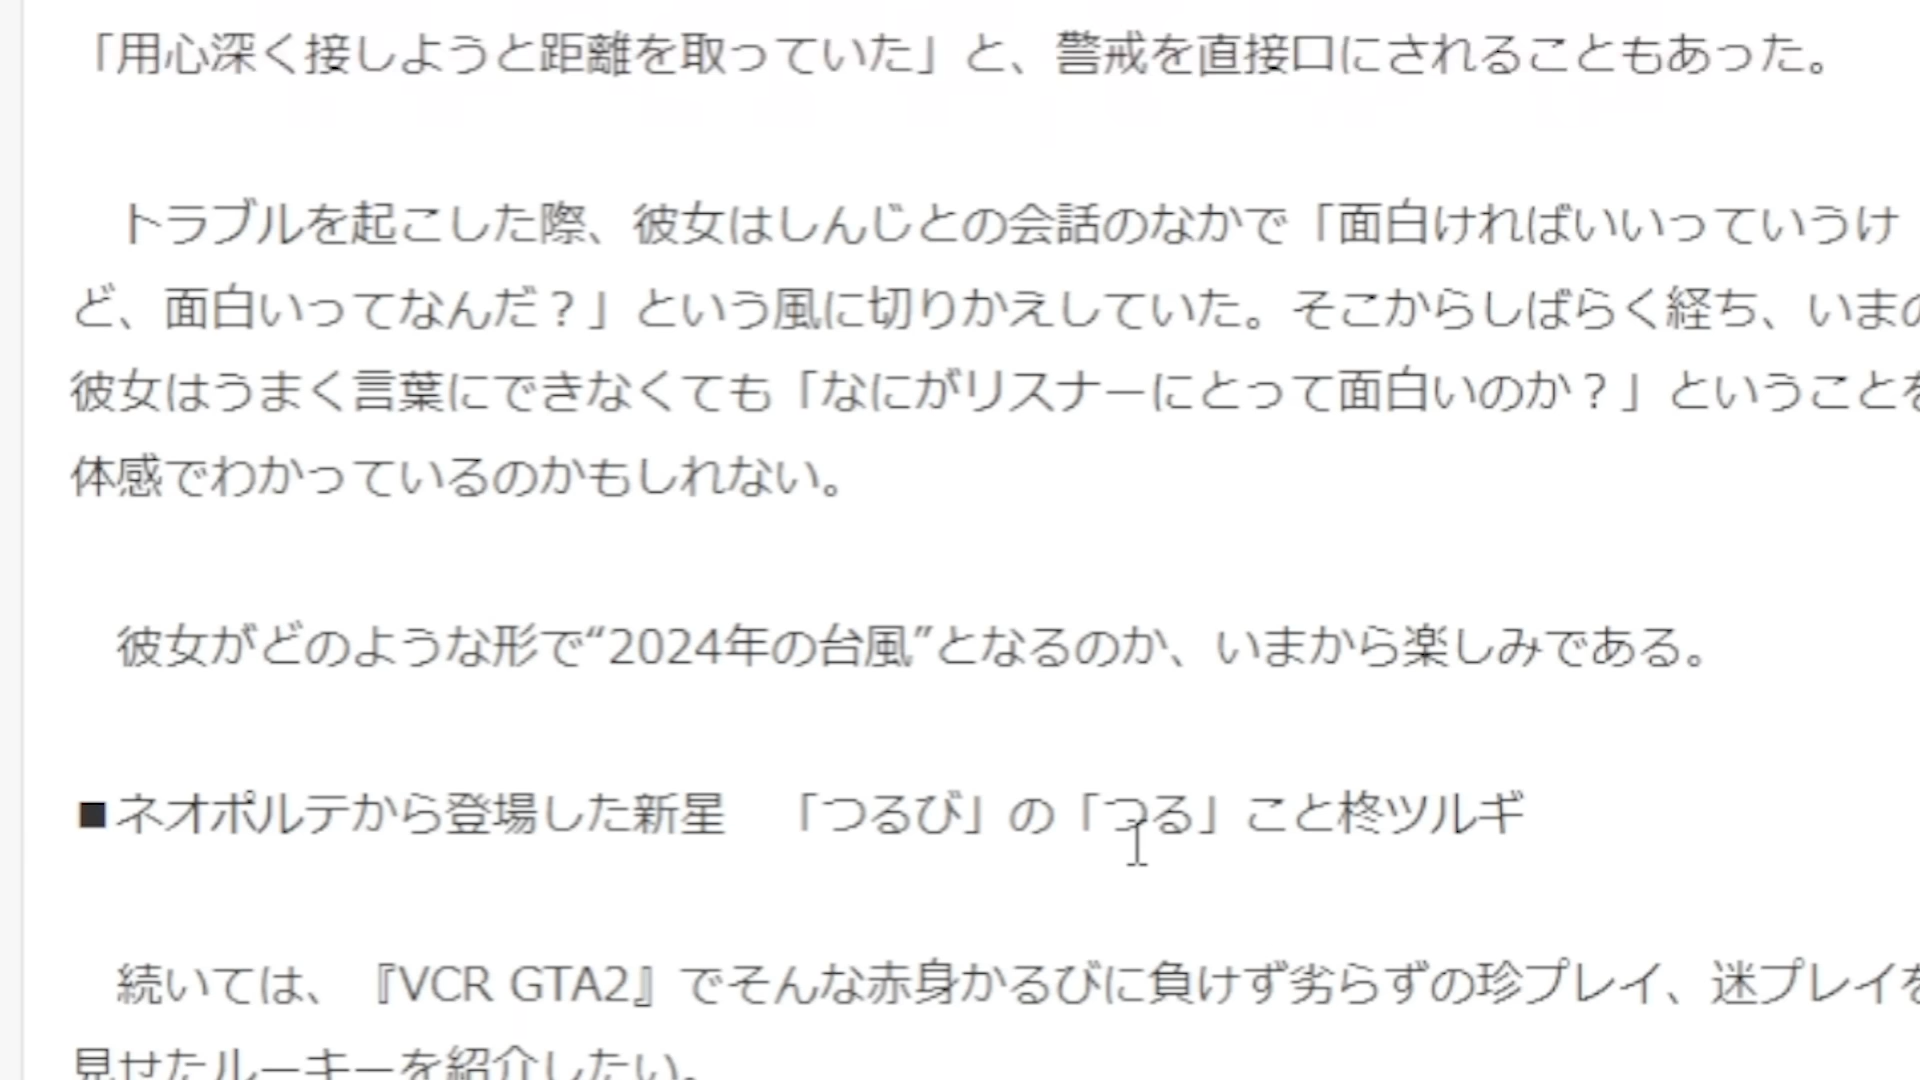 「用心深く接しようと距離を取っていた」と、警戒を直接口にされることもあった。
トラブルを起こした際、彼女はしんじとの会話のなかで「面白ければいいっていうけ
ど、面白いってなんだ？」という風に切りかえしていた。そこからしばらく経ち、いまの
彼女はうまく言葉にできなくても「なにがリスナーにとって面白いのか？」ということを
体感でわかっているのかもしれない。
彼女がどのような形で“2024年の台風”となるのか、いまから楽しみである。
■ネオポルテから登場した新星　「つるび」の「つる」こと柊ツルギ
続いては、『VCR GTA2』でそんな赤身かるびに負けず劣らずの珍プレイ、迷プレイを
見せたルーキーを紹介したい。